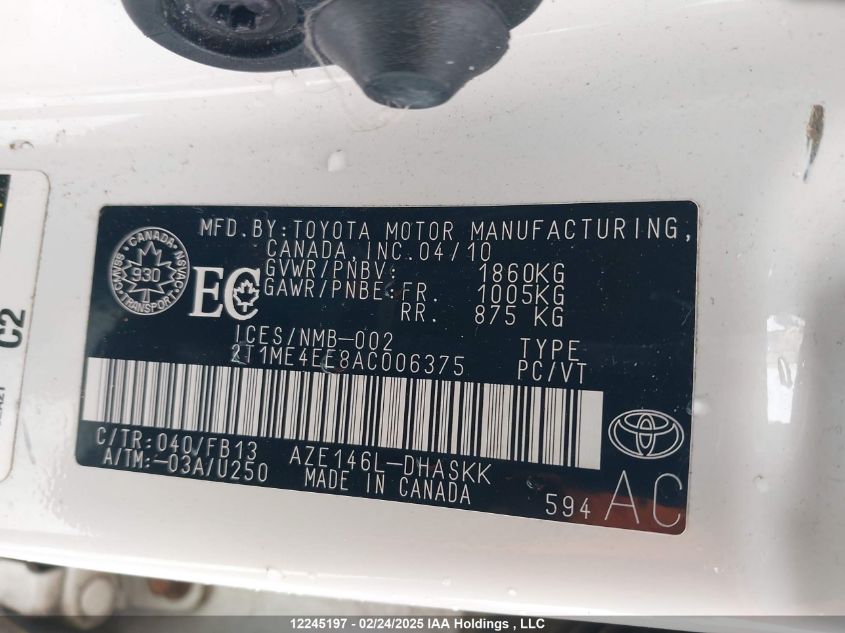 MFD.BY:TOYOTA MOTOR MANUFACTURING,
CANADA,INC.04/10
GVWR/PNBV: 1860KG
GAWR/PNBE:FR. 1005KG
RR. 875 KG
CANADA
930
TRANSPORT
EC
ICES/NMB-002
2T1ME4EE8AC006375
TYPE
PC/VT
C/TR:040/FB13
A/TM:-03A/U250
AZE146L-DHASKK
MADE IN CANADA
594 AC
C2
12245197 - 02/24/2025 IAA Holdings, LLC